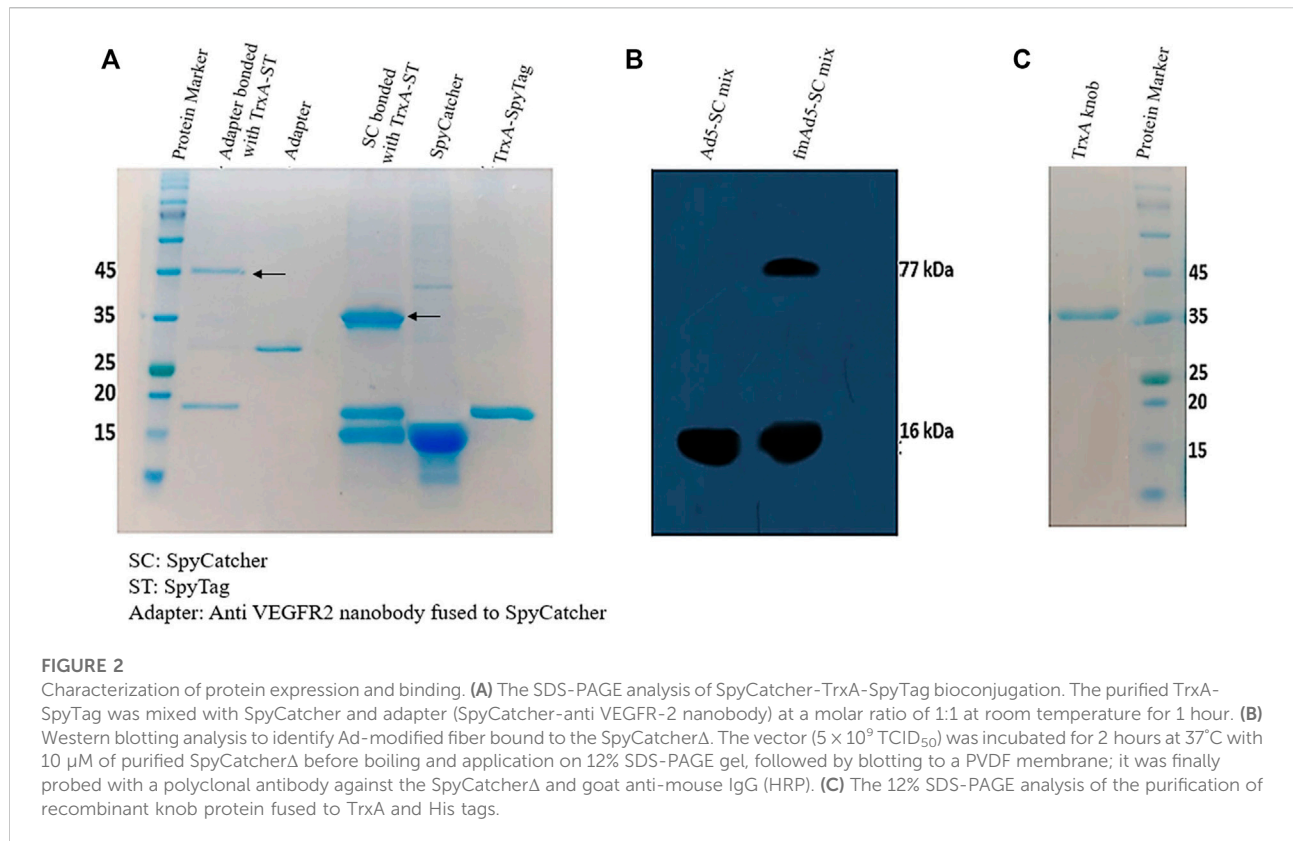 A
Protein Marker
Adapter bonded
with TrxA-ST
Adapter
SC bonded
with TrxA-ST
SpyCatcher
TrxA-SpyTag
45
35
25
20
15
SC: SpyCatcher
ST: SpyTag
Adapter: Anti VEGFR2 nanobody fused to SpyCatcher
B
Ad5-SC mix
fmAd5-SC mix
77 kDa
16 kDa
C
TrxA knob
Protein Marker
45
35
25
20
15
FIGURE 2
Characterization of protein expression and binding. (A) The SDS-PAGE analysis of SpyCatcher-TrxA-SpyTag bioconjugation. The purified TrxA-
SpyTag was mixed with SpyCatcher and adapter (SpyCatcher-anti VEGFR-2 nanobody) at a molar ratio of 1:1 at room temperature for 1 hour. (B)
Western blotting analysis to identify Ad-modified fiber bound to the SpyCatcherΔ. The vector (5 × 10⁹ TCID₅₀) was incubated for 2 hours at 37°C with
10 μM of purified SpyCatcherΔ before boiling and application on 12% SDS-PAGE gel, followed by blotting to a PVDF membrane; it was finally
probed with a polyclonal antibody against the SpyCatcherΔ and goat anti-mouse IgG (HRP). (C) The 12% SDS-PAGE analysis of the purification of
recombinant knob protein fused to TrxA and His tags.